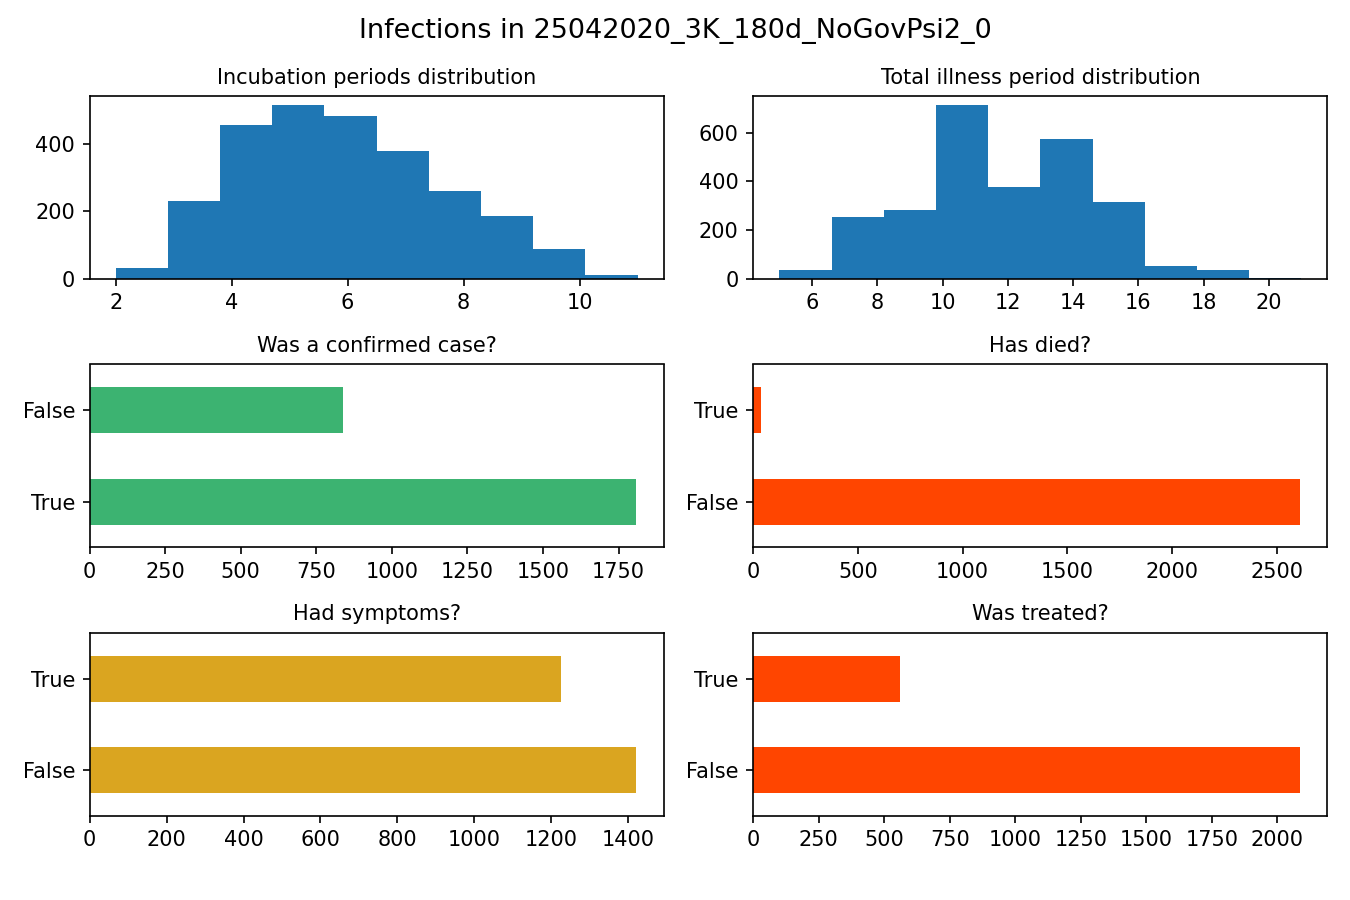 Infections in 25042020_3K_180d_NoGovPsi2_0
Incubation periods distribution
400
200
0
2 4 6 8 10
Total illness period distribution
600
400
200
0
6 8 10 12 14 16 18 20
Was a confirmed case?
False
True
0 250 500 750 1000 1250 1500 1750
Has died?
True
False
0 500 1000 1500 2000 2500
Had symptoms?
True
False
0 200 400 600 800 1000 1200 1400
Was treated?
True
False
0 250 500 750 1000 1250 1500 1750 2000